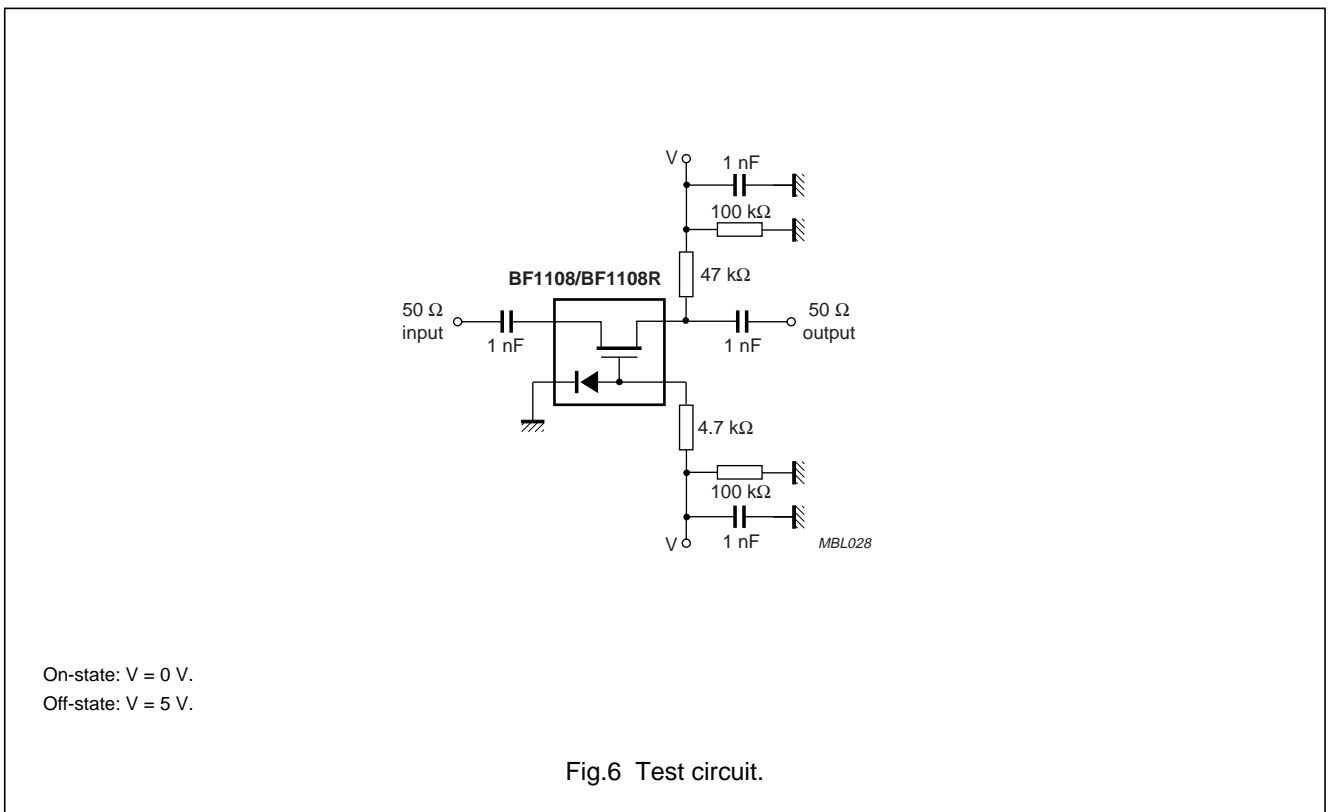 V
1 nF
100 kΩ
47 kΩ
BF1108/BF1108R
50 Ω
input
1 nF
1 nF
50 Ω
output
4.7 kΩ
100 kΩ
V
1 nF
MBL028
On-state: V = 0 V.
Off-state: V = 5 V.
Fig.6 Test circuit.